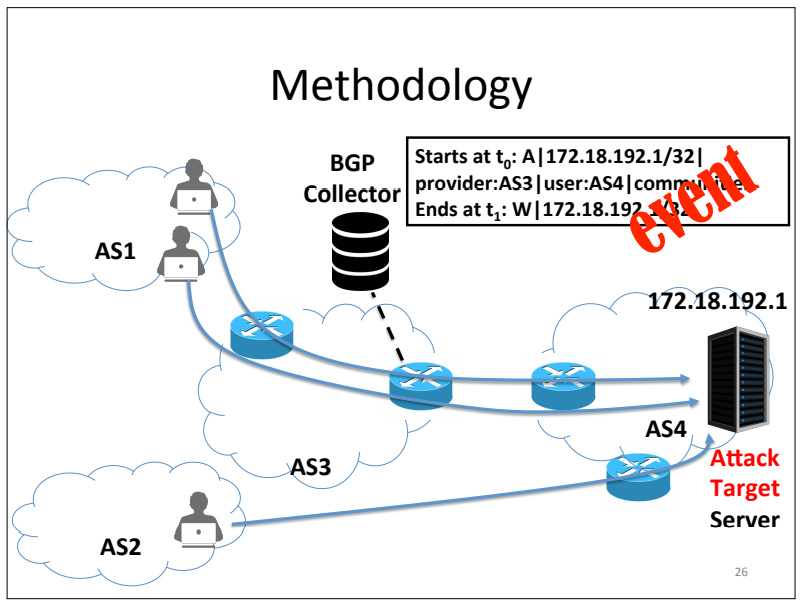 Methodology
BGP
Collector
Starts at t₀: A|172.18.192.1/32|
provider:AS3|user:AS4|communities
Ends at t₁: W|172.18.192.1/32
event
AS1
172.18.192.1
AS4
AS3
Attack
Target
Server
AS2
26